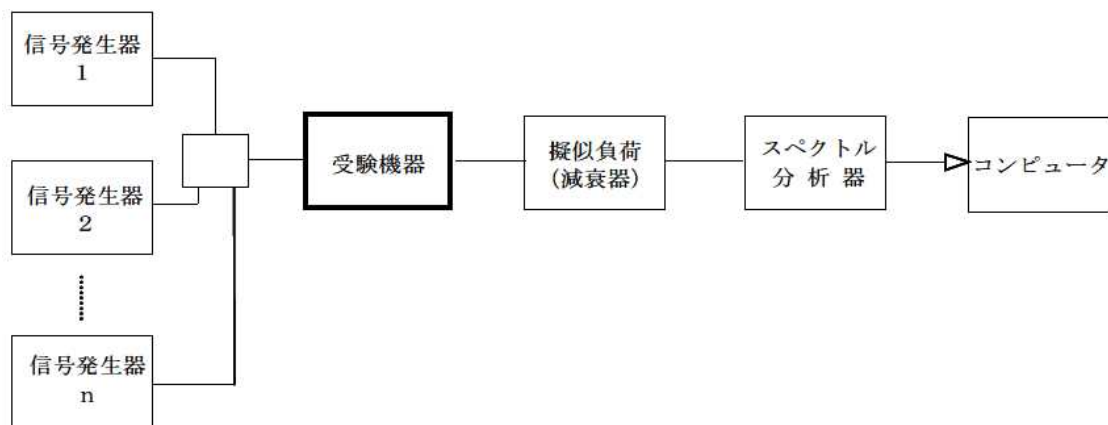 信号発生器
1
信号発生器
2
信号発生器
n
受験機器
擬似負荷
(減衰器)
スペクトル
分 析 器
コンピュータ